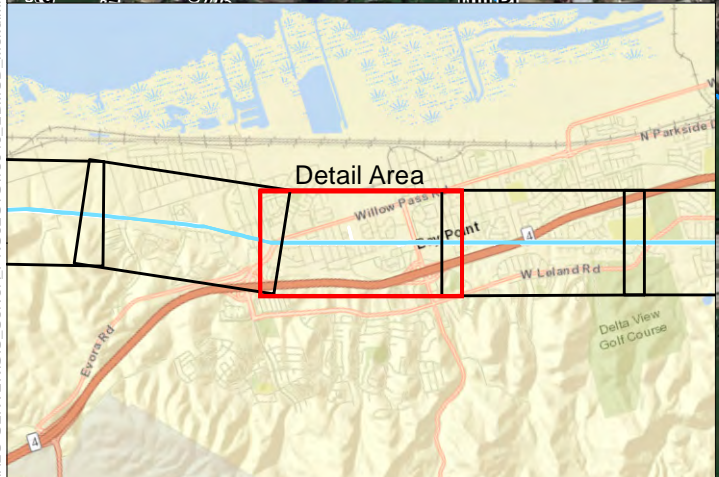 Detail Area
N Parkside
Willow Pass
Bay Point
4
W Leland Rd
Delta View
Golf Course
Evora Rd
4